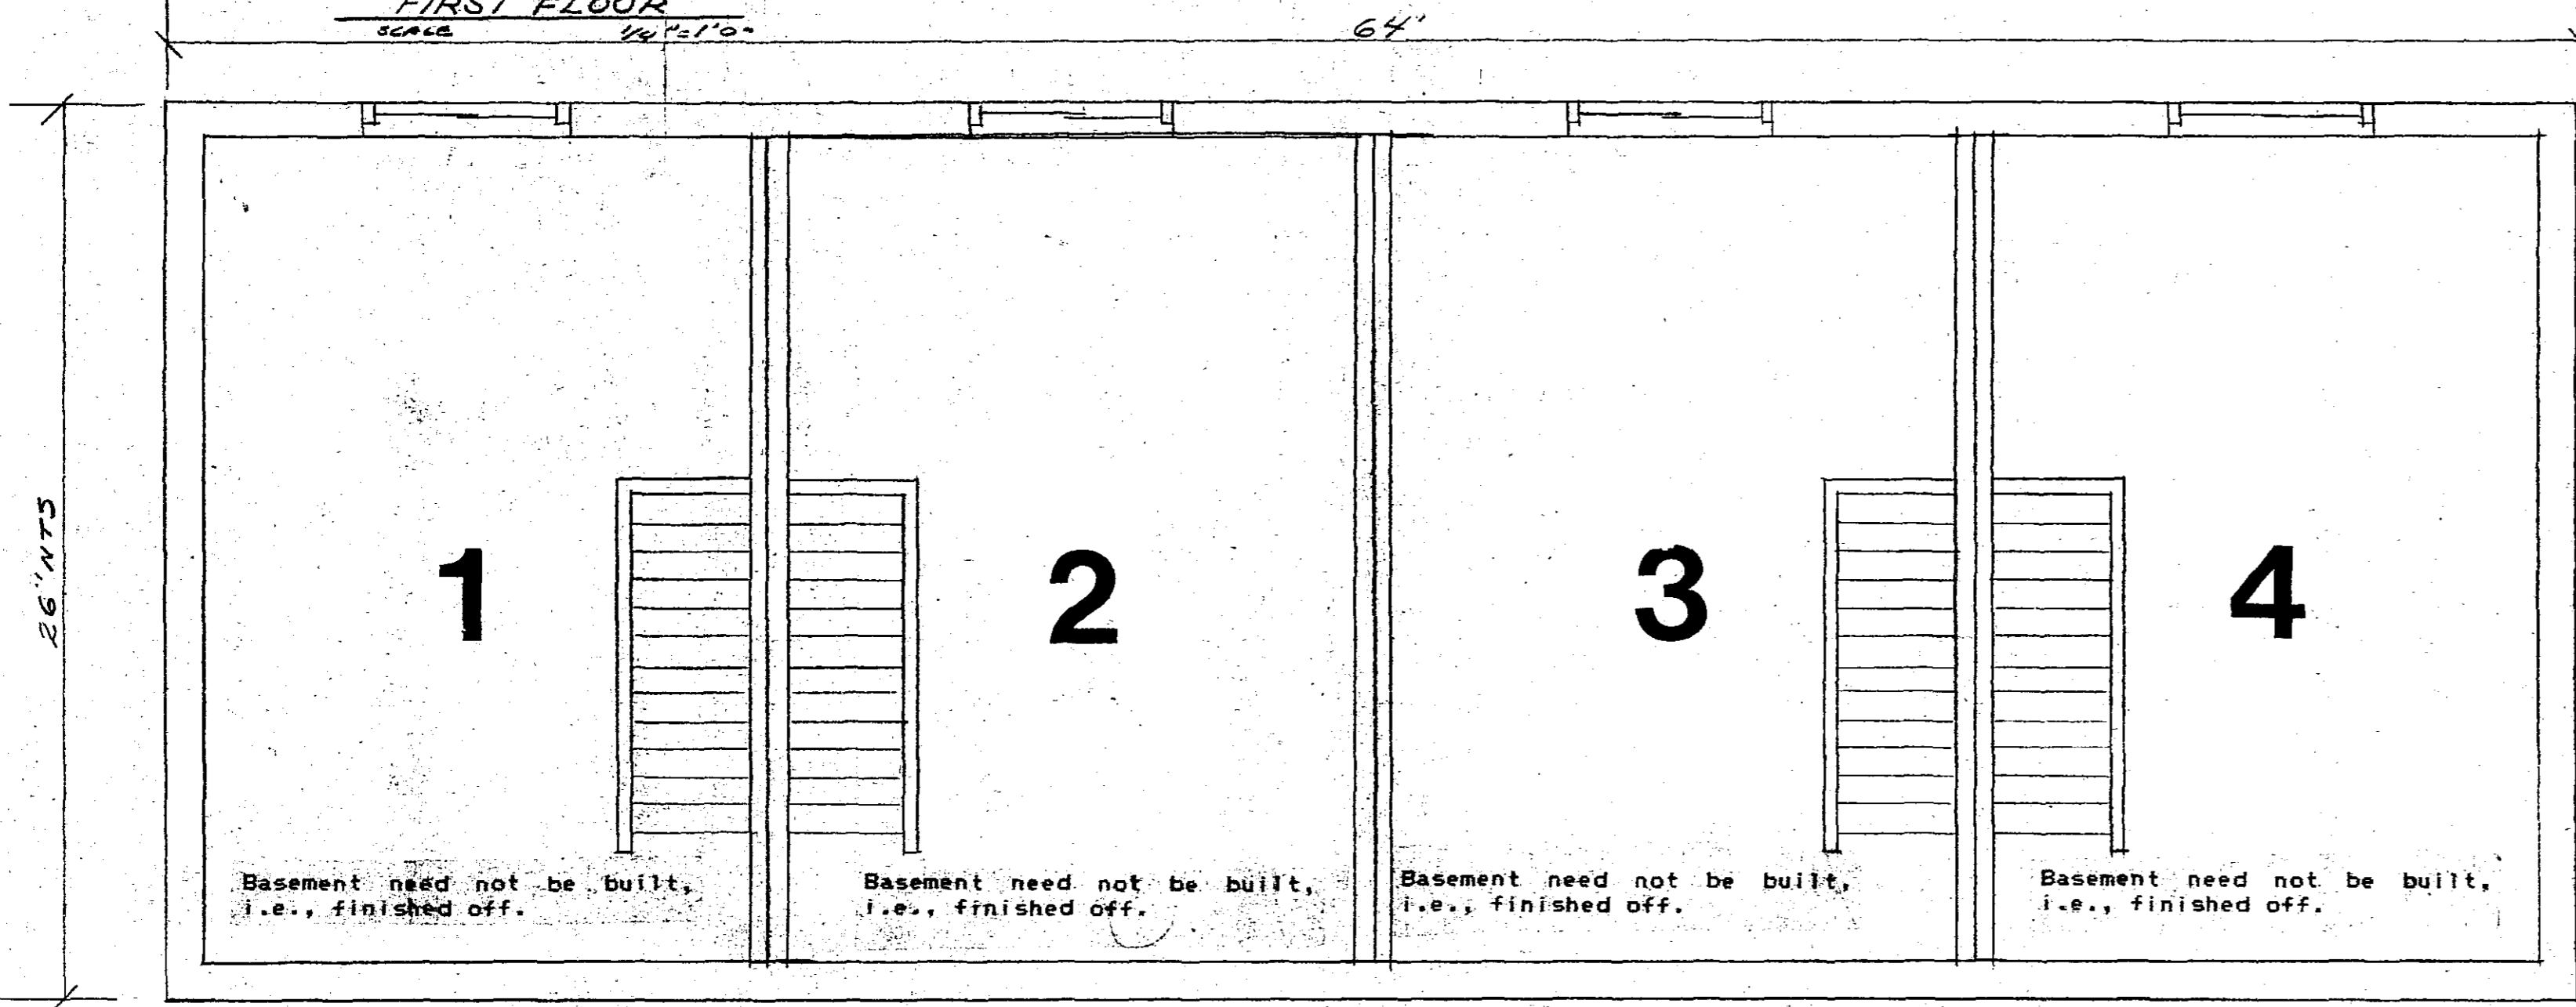 FIRST FLOOR
SCALE 1/4"=1'0"
64'
26' NTS
1
2
3
4
Basement need not be built,
i.e., finished off.
Basement need not be built,
i.e., finished off.
Basement need not be built,
i.e., finished off.
Basement need not be built,
i.e., finished off.